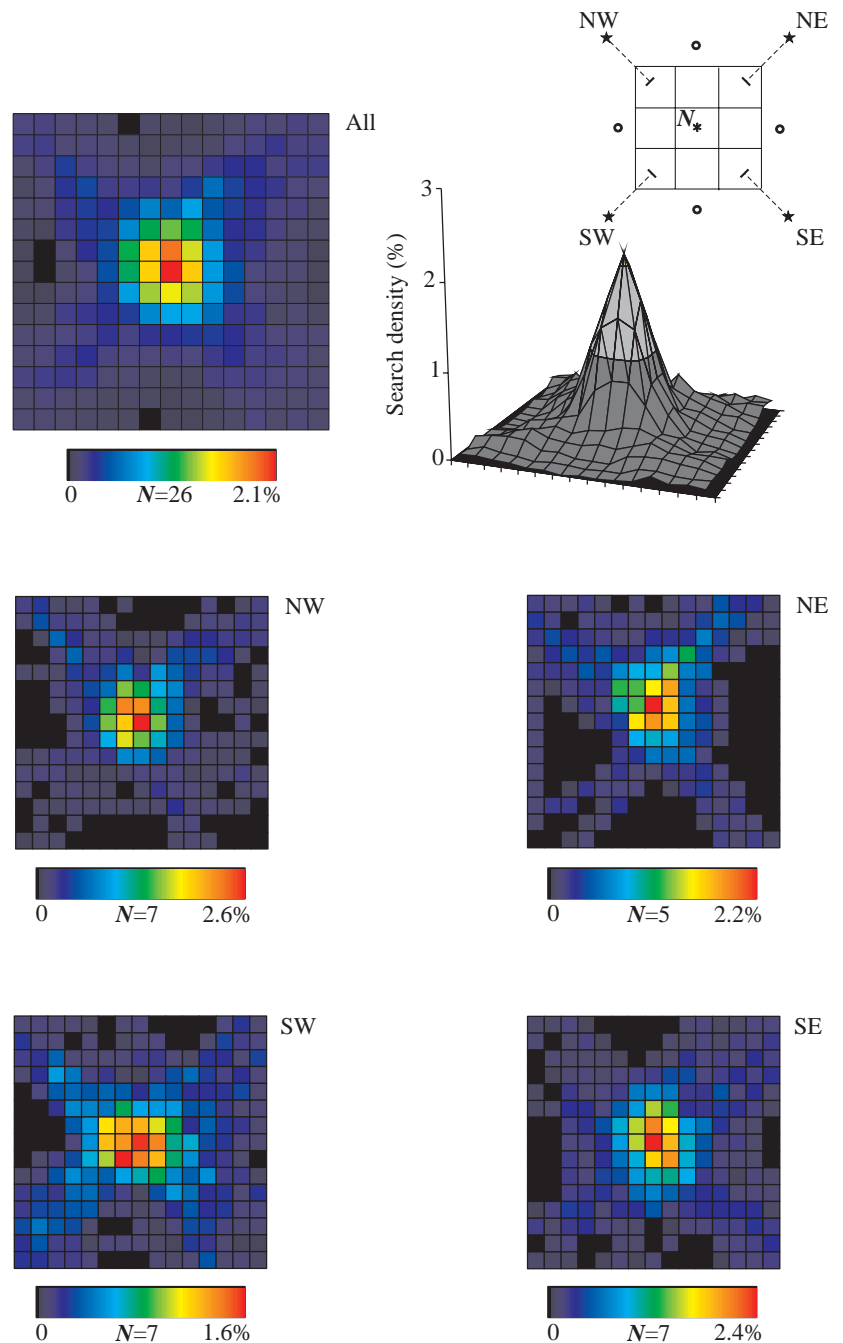 NW NE
N
SW SE
All
0 N=26 2.1%
Search density (%)
3
2
1
0
NW
0 N=7 2.6%
NE
0 N=5 2.2%
SW
0 N=7 1.6%
SE
0 N=7 2.4%